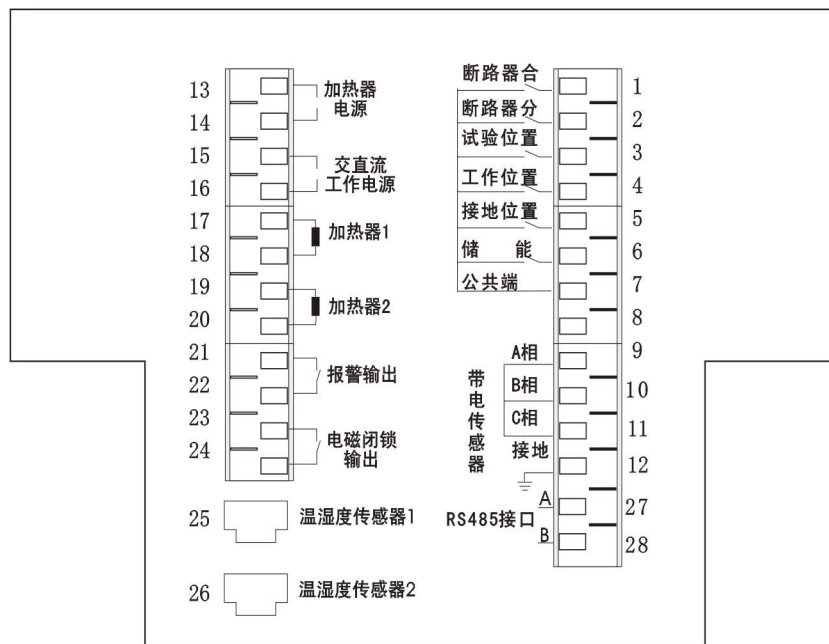 13
加热器
电源
14
15
交直流
工作电源
16
17
加热器1
18
19
加热器2
20
21
报警输出
22
23
电磁闭锁
输出
24
25
温湿度传感器1
26
温湿度传感器2
断路器合
1
断路器分
2
试验位置
3
工作位置
4
接地位置
5
储 能
6
公共端
7
8
带电传感器
A相
9
B相
10
C相
11
接地
12
RS485接口
A
27
B
28